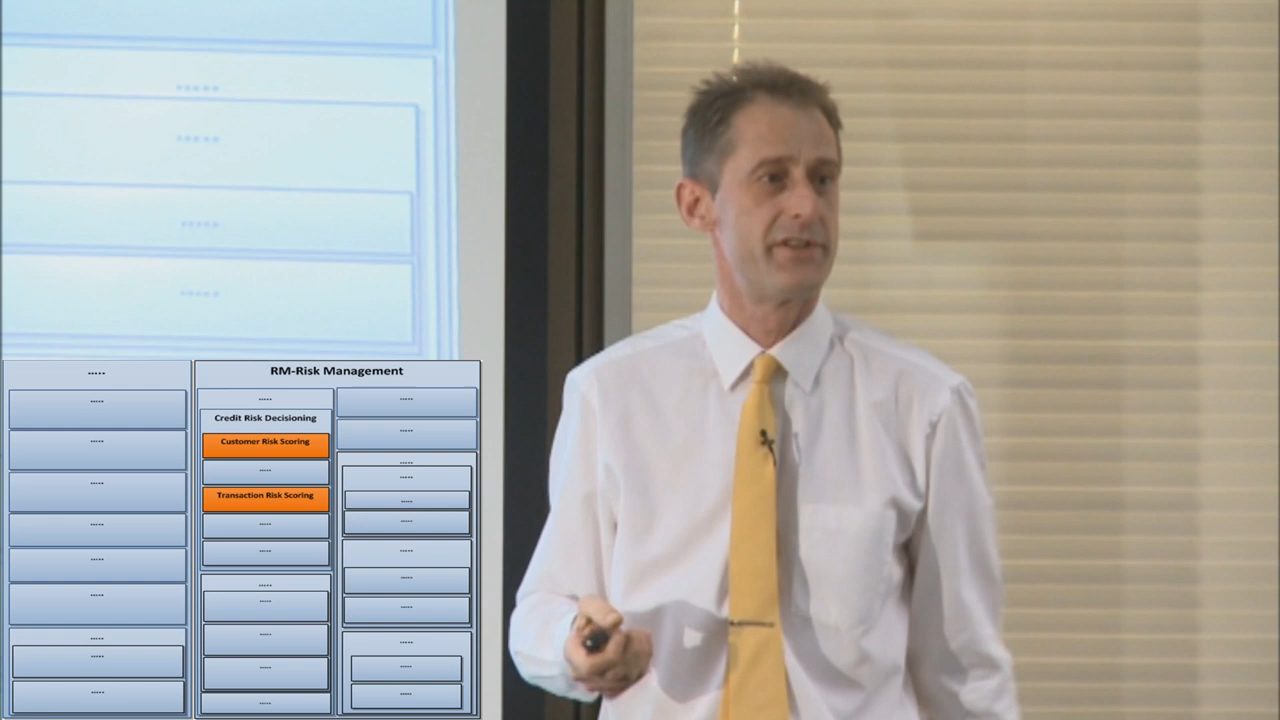 RM-Risk Management
Credit Risk Decisioning
Customer Risk Scoring
Transaction Risk Scoring